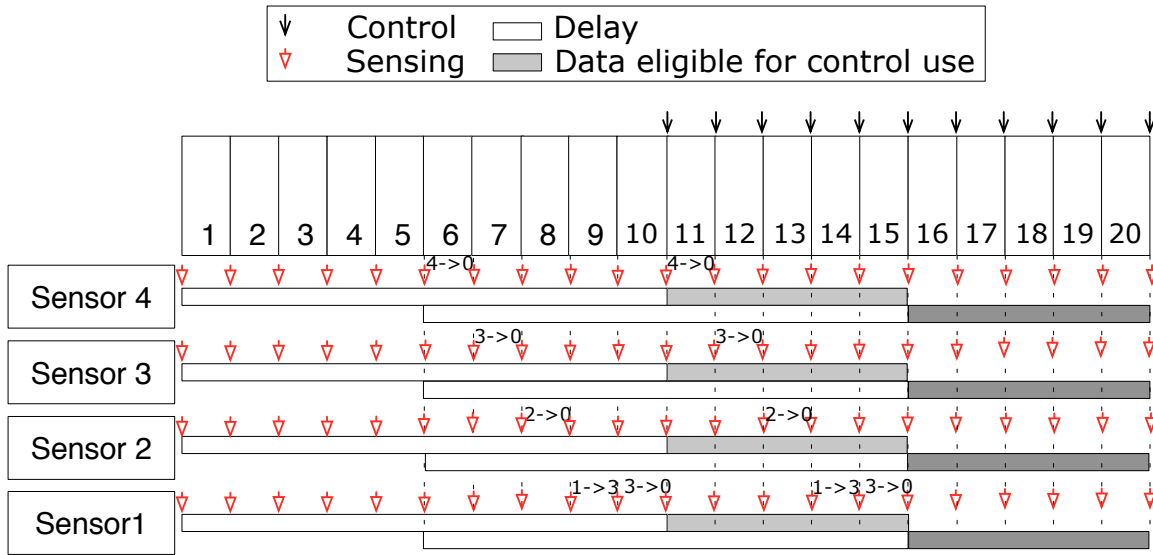 Control Delay
Sensing Data eligible for control use
1 2 3 4 5 6 7 8 9 10 11 12 13 14 15 16 17 18 19 20
4->0 4->0
Sensor 4
3->0 3->0
Sensor 3
2->0 2->0
Sensor 2
1->3 3->0 1->3 3->0
Sensor1